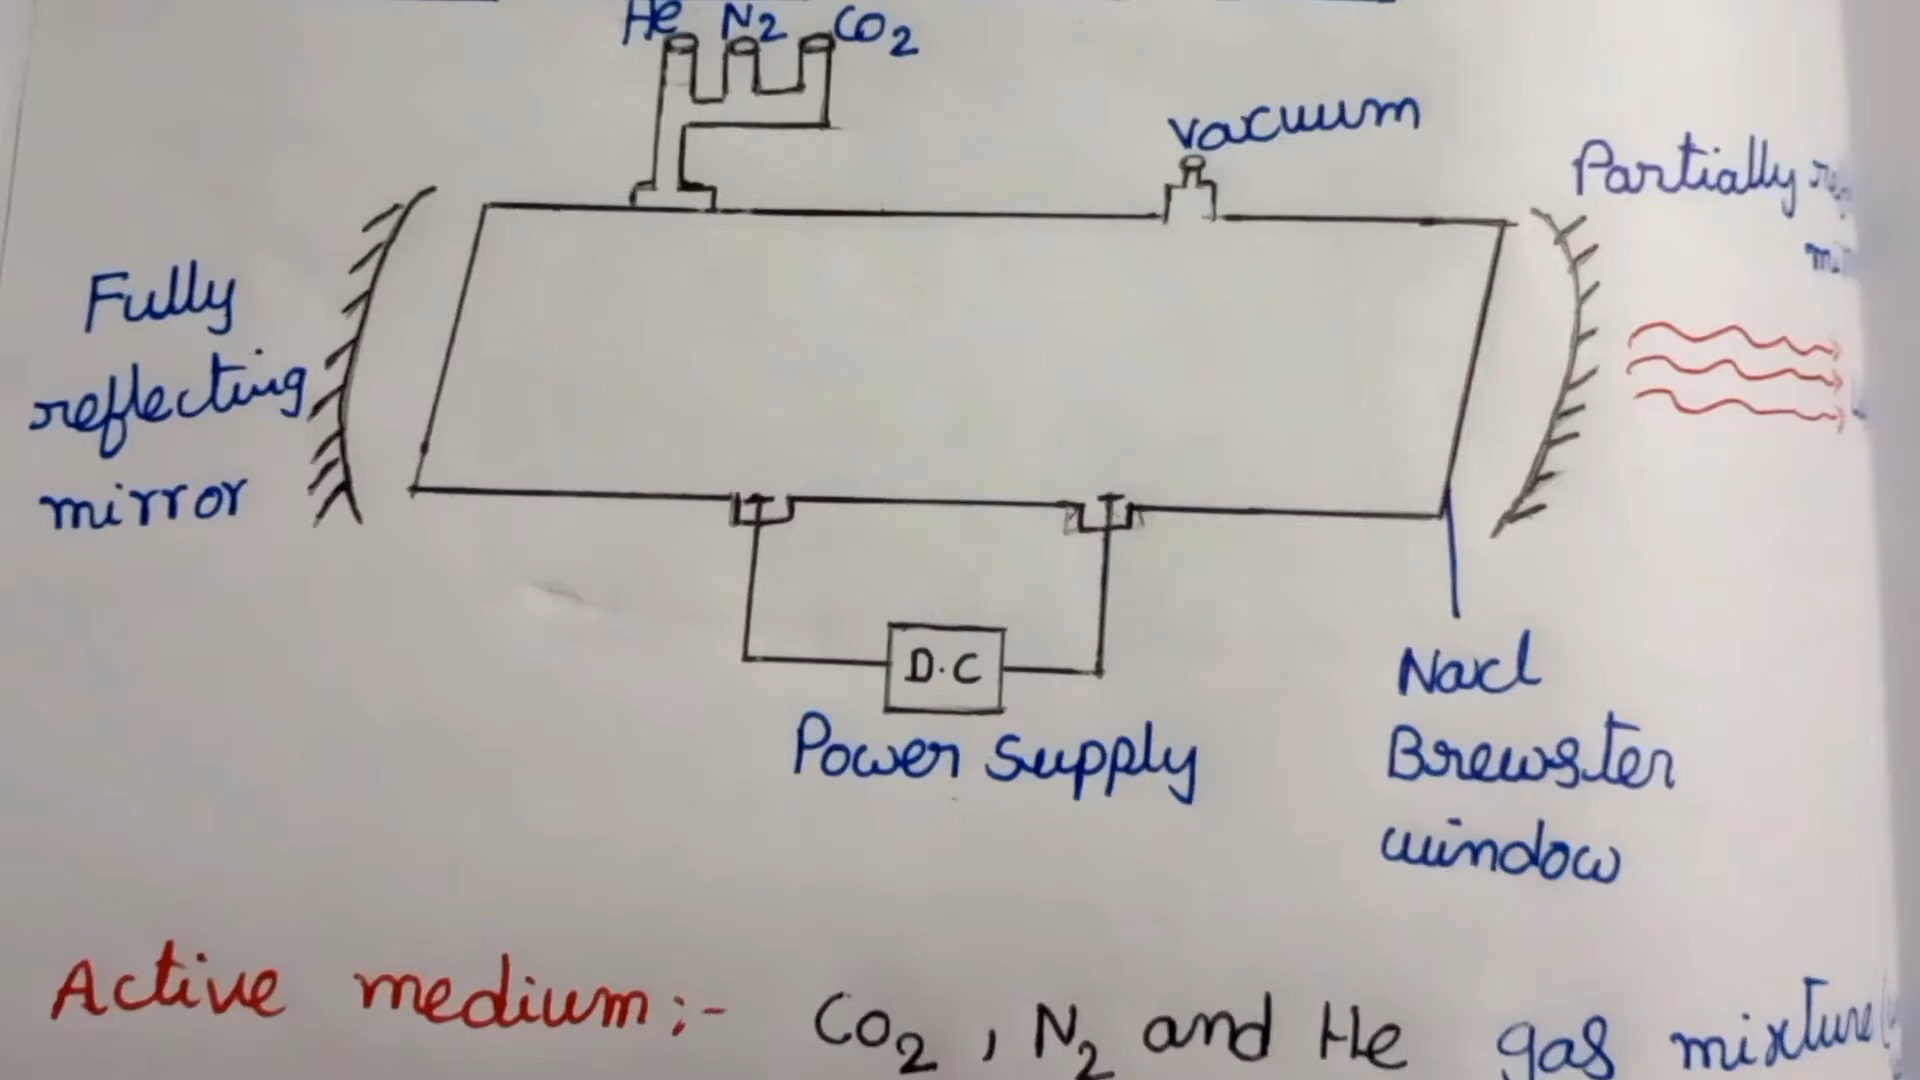 He N2 CO2
vacuum
Partially
Fully
reflecting
mirror
D.C
Power Supply
Nacl
Brewster
window
Active medium :- CO2 , N2 and He gas mixture